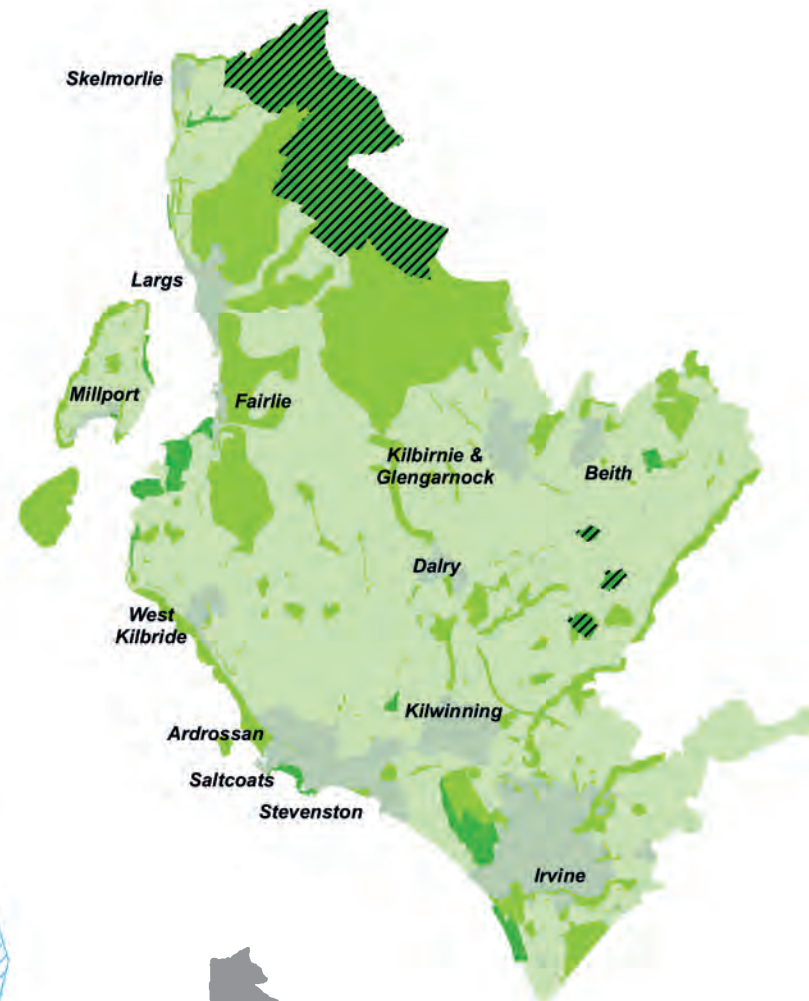 Skelmorlie
Largs
Millport
Fairlie
Kilbirnie &
Glengarnock
Beith
Dalry
West
Kilbride
Kilwinning
Ardrossan
Saltcoats
Stevenston
Irvine